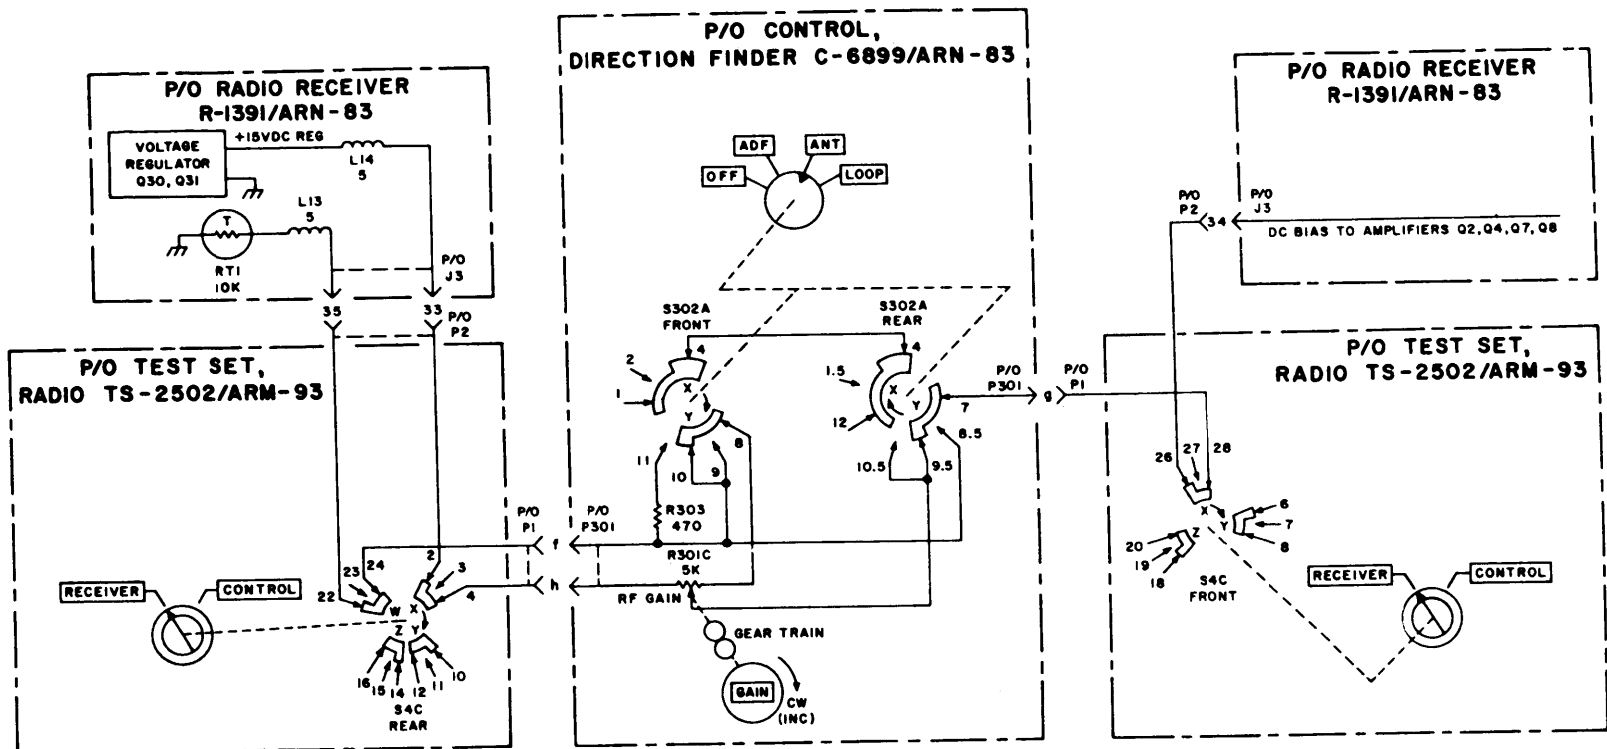 P/O RADIO RECEIVER
R-1391/ARN-83
VOLTAGE
REGULATOR
Q30, Q31
+15VDC REG
L14
5
L13
5
T
RT1
10K
P/O
J3
35
33
P/O
P2
P/O TEST SET,
RADIO TS-2502/ARM-93
RECEIVER
CONTROL
24
23
22
2
3
4
W
X
Z
Y
16
15
14
12
11
10
S4C
REAR
P/O
P1
P/O
P301
f
h
P/O CONTROL,
DIRECTION FINDER C-6899/ARN-83
OFF
ADF
ANT
LOOP
S302A
FRONT
S302A
REAR
4
2
1
X
Y
8
11
10
9
R303
470
R301C
5K
RF GAIN
GEAR TRAIN
GAIN
CW
(INC)
4
1.5
12
X
Y
7
8.5
10.5
9.5
P/O
P301
g
P/O
P1
P/O RADIO RECEIVER
R-1391/ARN-83
P/O
P2
34
P/O
J3
DC BIAS TO AMPLIFIERS Q2,Q4,Q7,Q8
P/O TEST SET,
RADIO TS-2502/ARM-93
26
27
28
X
Y
Z
6
7
8
20
19
18
S4C
FRONT
RECEIVER
CONTROL